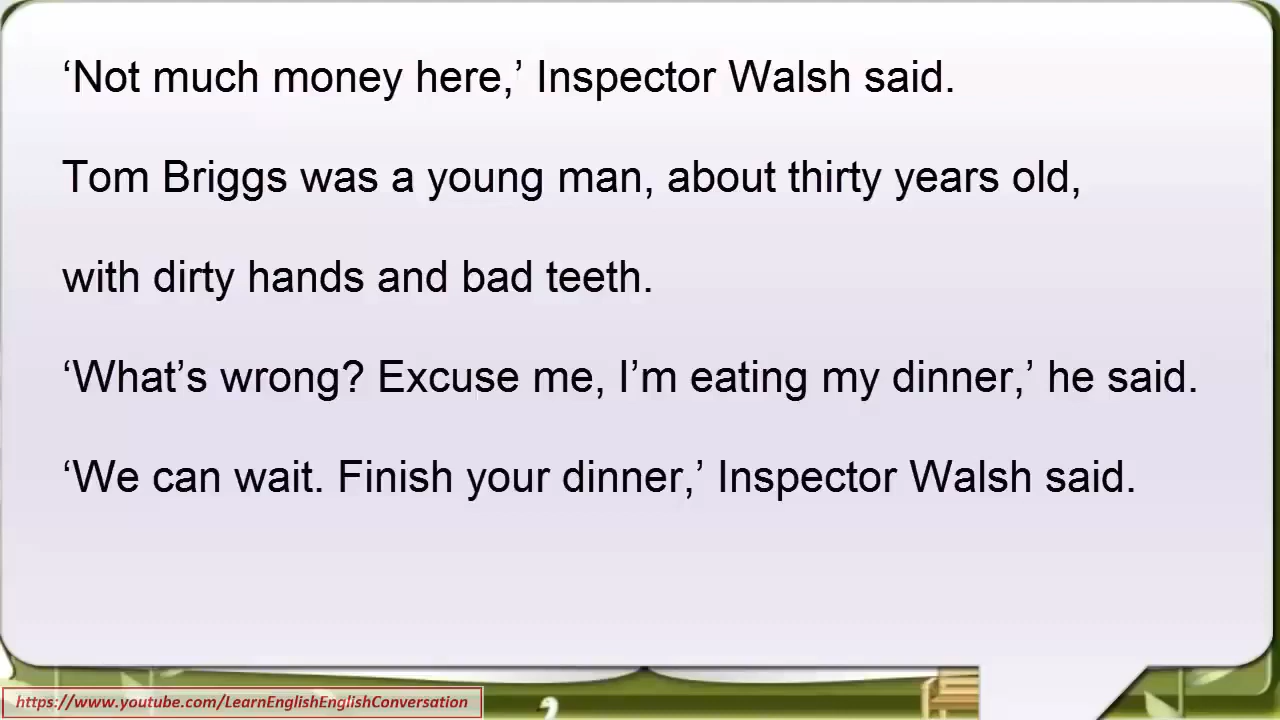 ‘Not much money here,’ Inspector Walsh said.
Tom Briggs was a young man, about thirty years old,
with dirty hands and bad teeth.
‘What’s wrong? Excuse me, I’m eating my dinner,’ he said.
‘We can wait. Finish your dinner,’ Inspector Walsh said.
https://www.youtube.com/LearnEnglishEnglishConversation